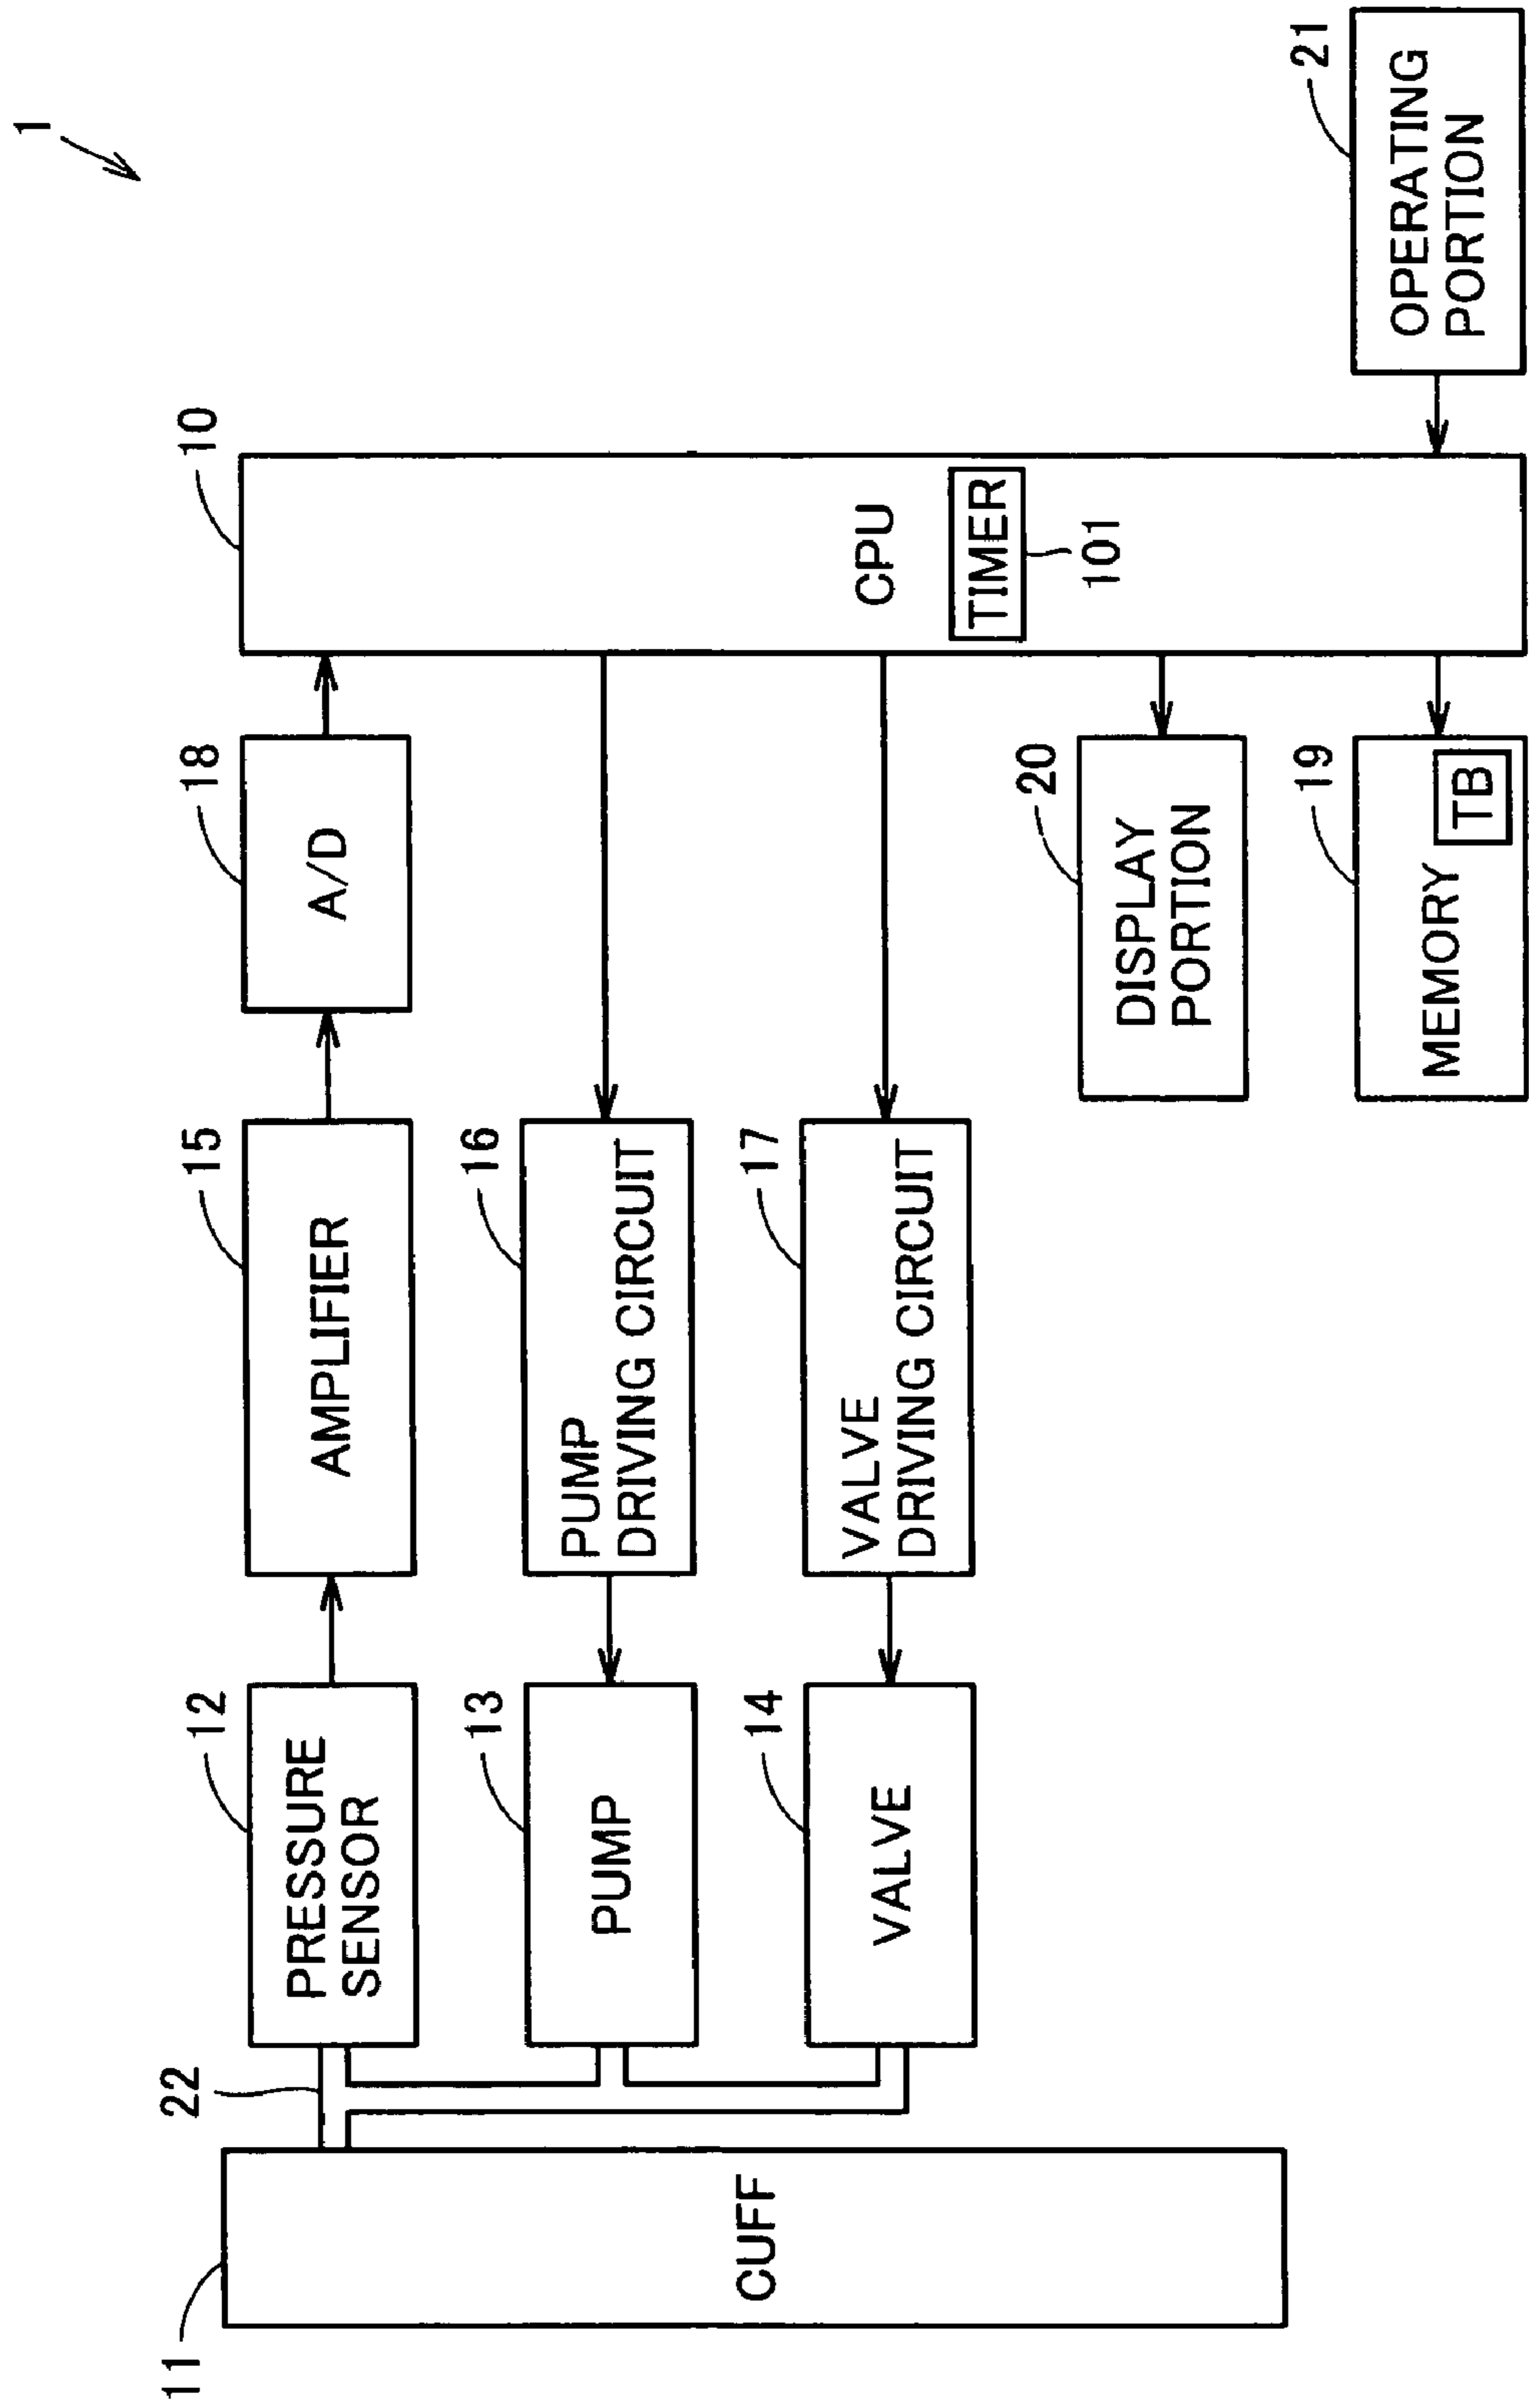 1
11
CUFF
22
12
PRESSURE
SENSOR
15
AMPLIFIER
18
A/D
10
CPU
TIMER
101
13
PUMP
16
PUMP
DRIVING CIRCUIT
14
VALVE
17
VALVE
DRIVING CIRCUIT
20
DISPLAY
PORTION
19
MEMORY
TB
21
OPERATING
PORTION